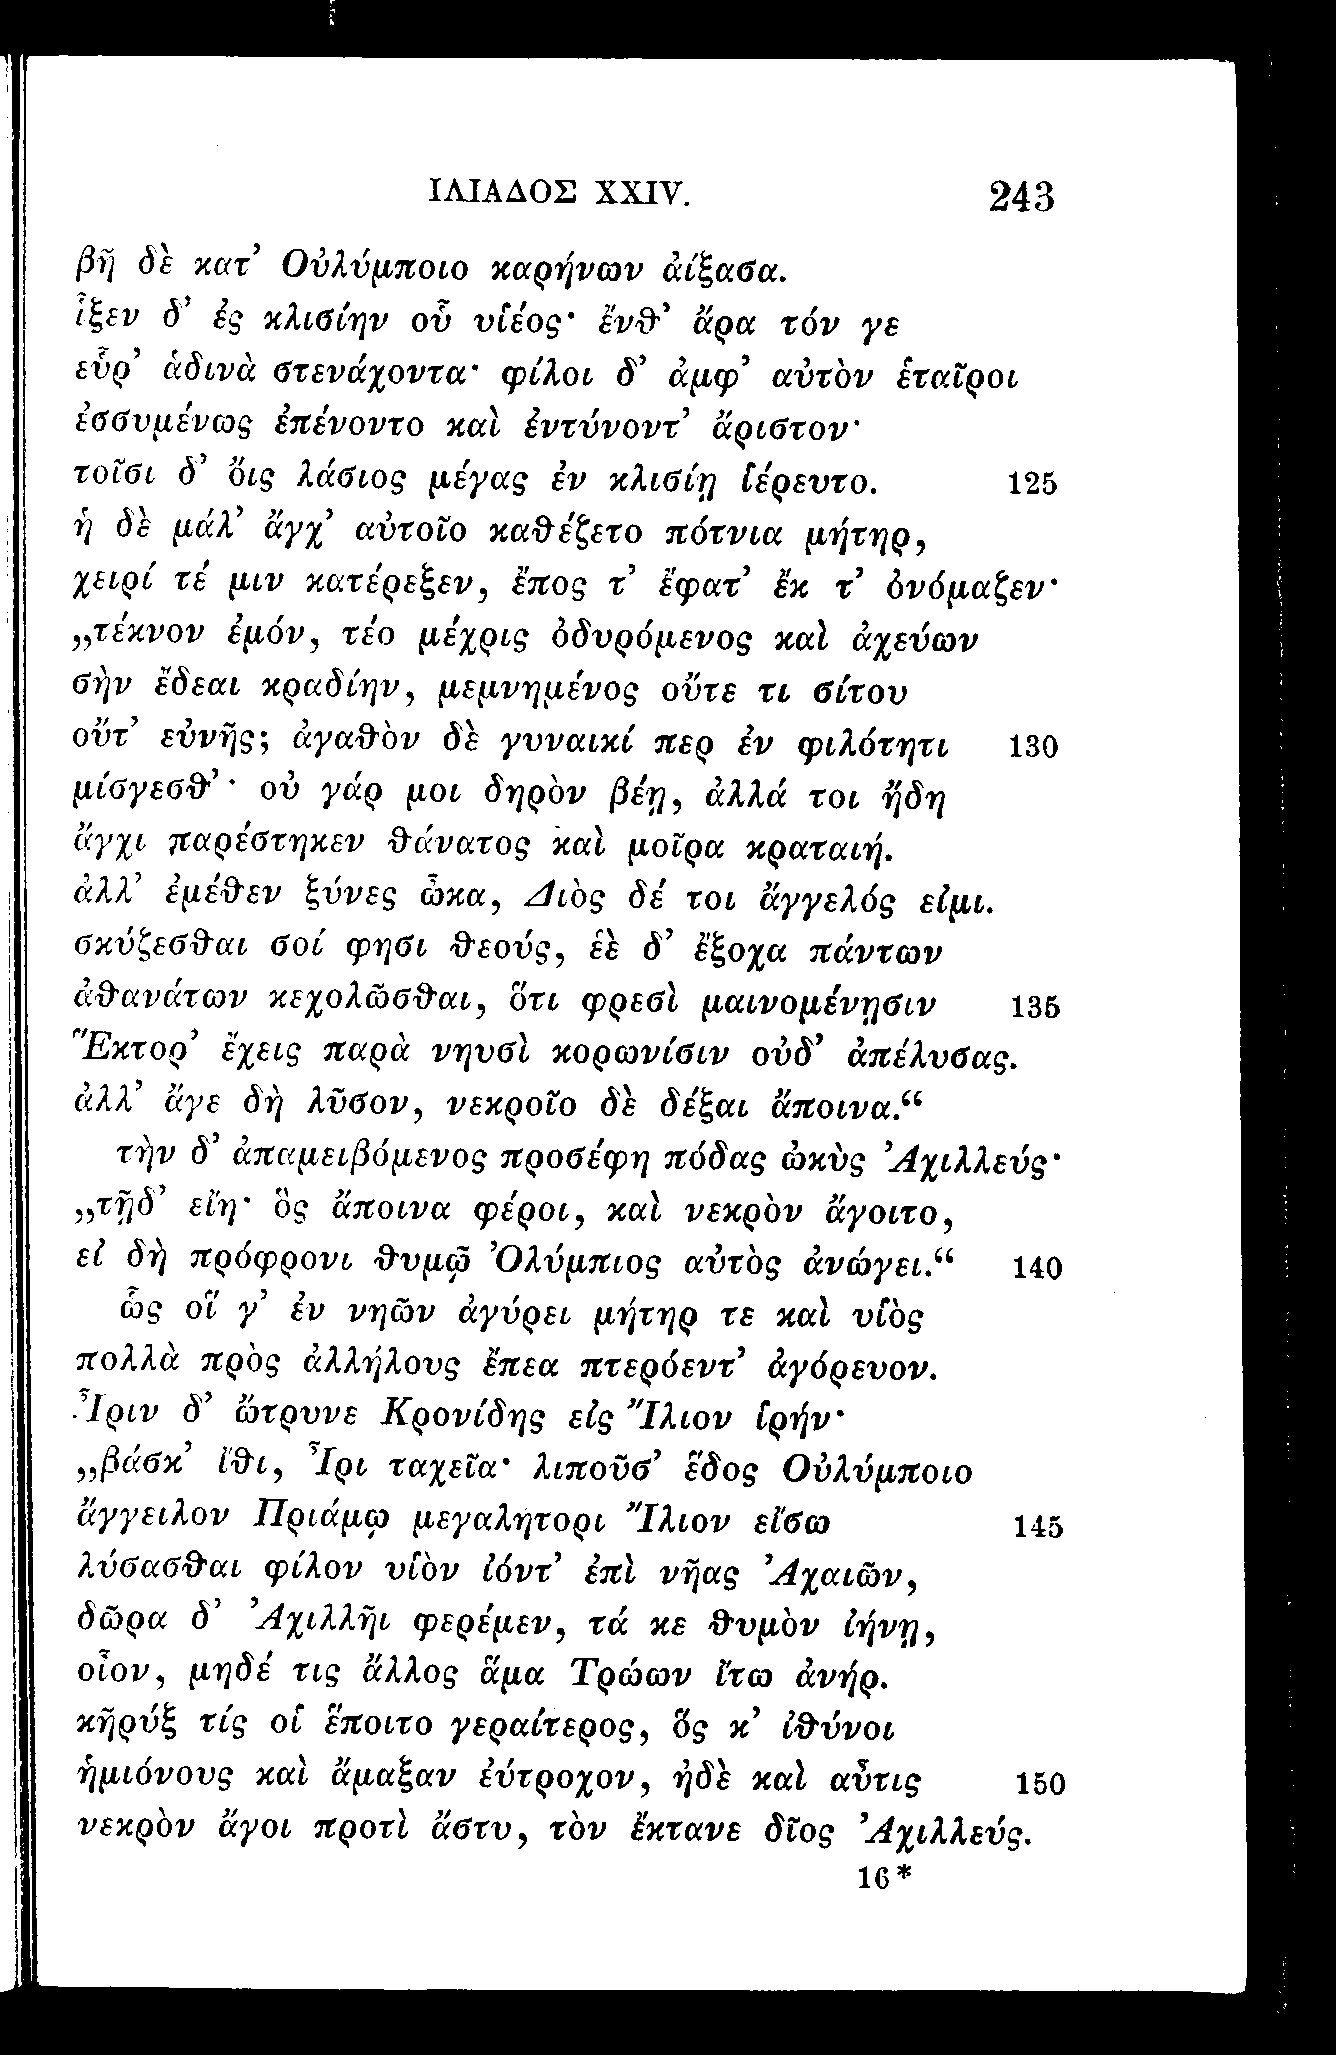 ΙΛΙΑΔΟΣ XXIV. 243
βῆ δὲ κατ’ Οὐλύμποιο καρήνων ἀίξασα.
ἷξεν δ’ ἐς κλισίην οὗ υἱέος· ἔνθ’ ἄρα τόν γε
εὗρ’ ἁδινὰ στενάχοντα· φίλοι δ’ ἀμφ’ αὐτὸν ἑταῖροι
ἐσσυμένως ἐπένοντο καὶ ἐντύνοντ’ ἄριστον·
τοῖσι δ’ ὄις λάσιος μέγας ἐν κλισίῃ ἱέρευτο. 125
ἡ δὲ μάλ’ ἄγχ’ αὐτοῖο καθέζετο πότνια μήτηρ,
χειρί τέ μιν κατέρεξεν, ἔπος τ’ ἔφατ’ ἔκ τ’ ὀνόμαζεν·
„τέκνον ἐμόν, τέο μέχρις ὀδυρόμενος καὶ ἀχεύων
σὴν ἔδεαι κραδίην, μεμνημένος οὔτε τι σίτου
οὔτ’ εὐνῆς; ἀγαθὸν δὲ γυναικί περ ἐν φιλότητι 130
μίσγεσθ’· οὐ γάρ μοι δηρὸν βέῃ, ἀλλά τοι ἤδη
ἄγχι παρέστηκεν θάνατος καὶ μοῖρα κραταιή.
ἀλλ’ ἐμέθεν ξύνες ὦκα, Διὸς δέ τοι ἄγγελός εἰμι.
σκύζεσθαι σοί φησι θεούς, ἓὲ δ’ ἔξοχα πάντων
ἀθανάτων κεχολῶσθαι, ὅτι φρεσὶ μαινομένῃσιν 135
Ἕκτορ’ ἔχεις παρὰ νηυσὶ κορωνίσιν οὐδ’ ἀπέλυσας.
ἀλλ’ ἄγε δὴ λῦσον, νεκροῖο δὲ δέξαι ἄποινα.“
τὴν δ’ ἀπαμειβόμενος προσέφη πόδας ὠκὺς Ἀχιλλεύς·
„τῇδ’ εἴη· ὃς ἄποινα φέροι, καὶ νεκρὸν ἄγοιτο,
εἰ δὴ πρόφρονι θυμῷ Ὀλύμπιος αὐτὸς ἀνώγει.“ 140
ὣς οἵ γ’ ἐν νηῶν ἀγύρει μήτηρ τε καὶ υἱὸς
πολλὰ πρὸς ἀλλήλους ἔπεα πτερόεντ’ ἀγόρευον.
Ἶριν δ’ ὤτρυνε Κρονίδης εἰς Ἴλιον ἱρήν·
„βάσκ’ ἴθι, Ἶρι ταχεῖα· λιποῦσ’ ἕδος Οὐλύμποιο
ἄγγειλον Πριάμῳ μεγαλήτορι Ἴλιον εἴσω 145
λύσασθαι φίλον υἱὸν ἰόντ’ ἐπὶ νῆας Ἀχαιῶν,
δῶρα δ’ Ἀχιλλῆι φερέμεν, τά κε θυμὸν ἰήνῃ,
οἶον, μηδέ τις ἄλλος ἅμα Τρώων ἴτω ἀνήρ.
κῆρύξ τίς οἱ ἕποιτο γεραίτερος, ὅς κ’ ἰθύνοι
ἡμιόνους καὶ ἄμαξαν ἐύτροχον, ἠδὲ καὶ αὖτις 150
νεκρὸν ἄγοι προτὶ ἄστυ, τὸν ἔκτανε δῖος Ἀχιλλεύς.
16*